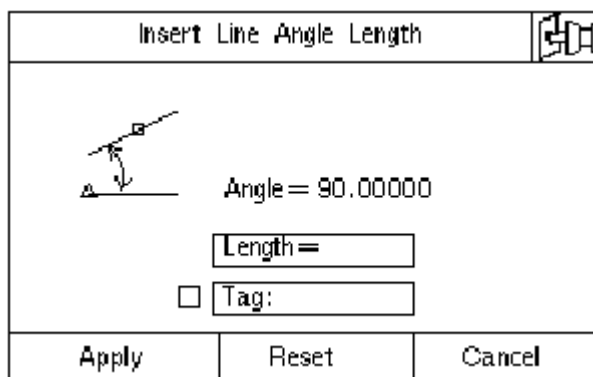 Insert Line Angle Length
Angle = 90.00000
Length =
Tag:
Apply Reset Cancel